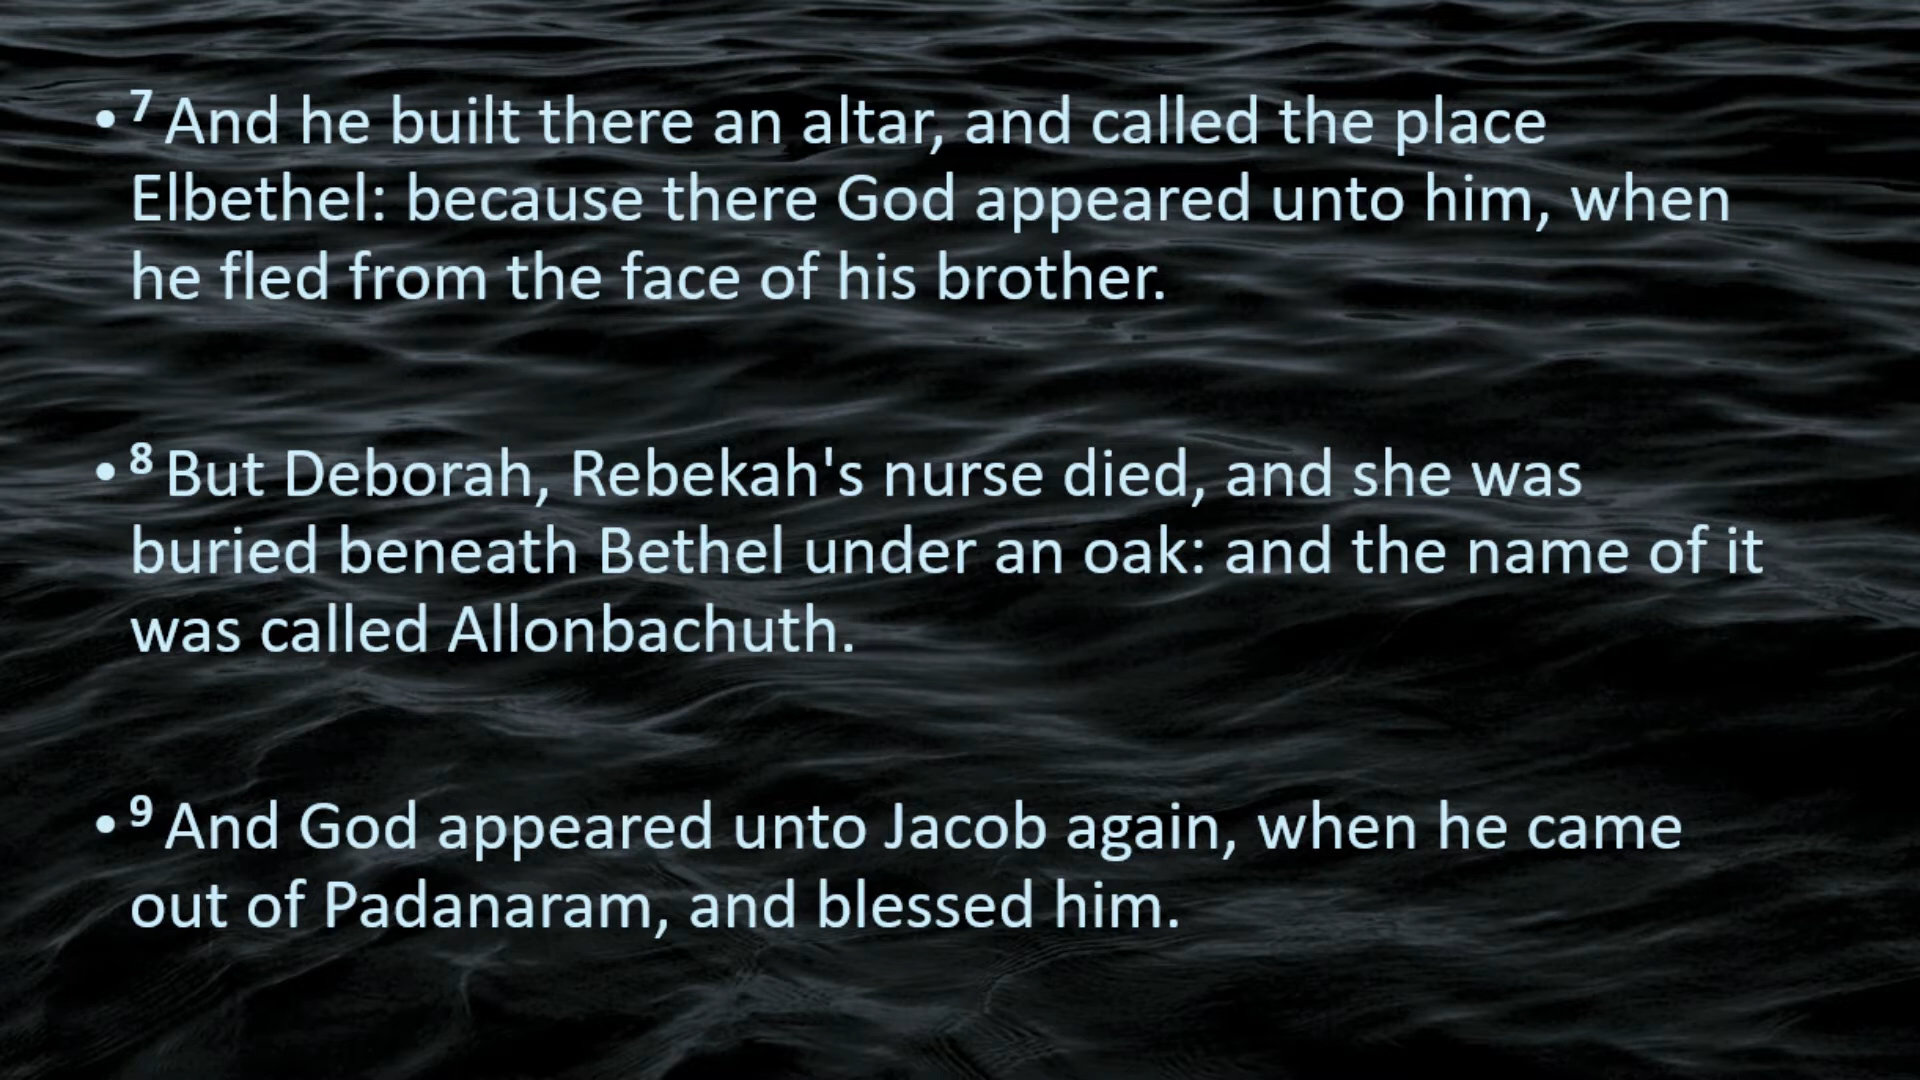 • 7 And he built there an altar, and called the place
Elbethel: because there God appeared unto him, when
he fled from the face of his brother.
• 8 But Deborah, Rebekah's nurse died, and she was
buried beneath Bethel under an oak: and the name of it
was called Allonbachuth.
• 9 And God appeared unto Jacob again, when he came
out of Padanaram, and blessed him.